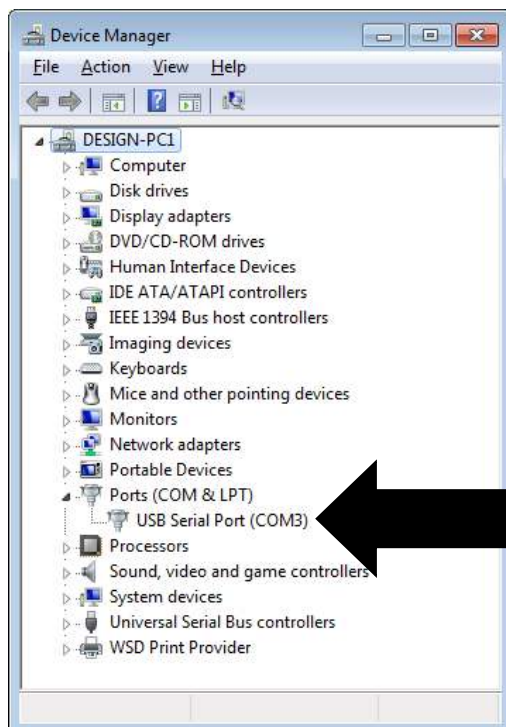 Device Manager
File Action View Help
DESIGN-PC1
Computer
Disk drives
Display adapters
DVD/CD-ROM drives
Human Interface Devices
IDE ATA/ATAPI controllers
IEEE 1394 Bus host controllers
Imaging devices
Keyboards
Mice and other pointing devices
Monitors
Network adapters
Portable Devices
Ports (COM & LPT)
USB Serial Port (COM3)
Processors
Sound, video and game controllers
System devices
Universal Serial Bus controllers
WSD Print Provider